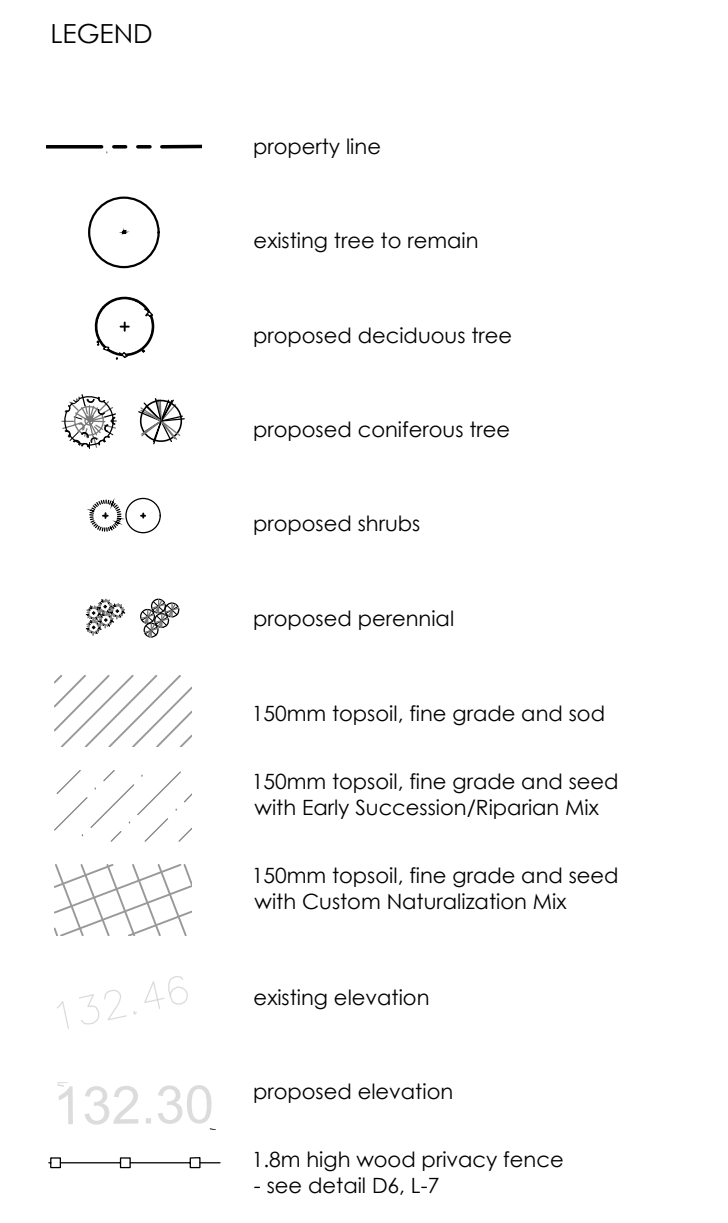 LEGEND
property line
existing tree to remain
proposed deciduous tree
proposed coniferous tree
proposed shrubs
proposed perennial
150mm topsoil, fine grade and sod
150mm topsoil, fine grade and seed
with Early Succession/Riparian Mix
150mm topsoil, fine grade and seed
with Custom Naturalization Mix
132.46 existing elevation
132.30 proposed elevation
1.8m high wood privacy fence
- see detail D6, L-7